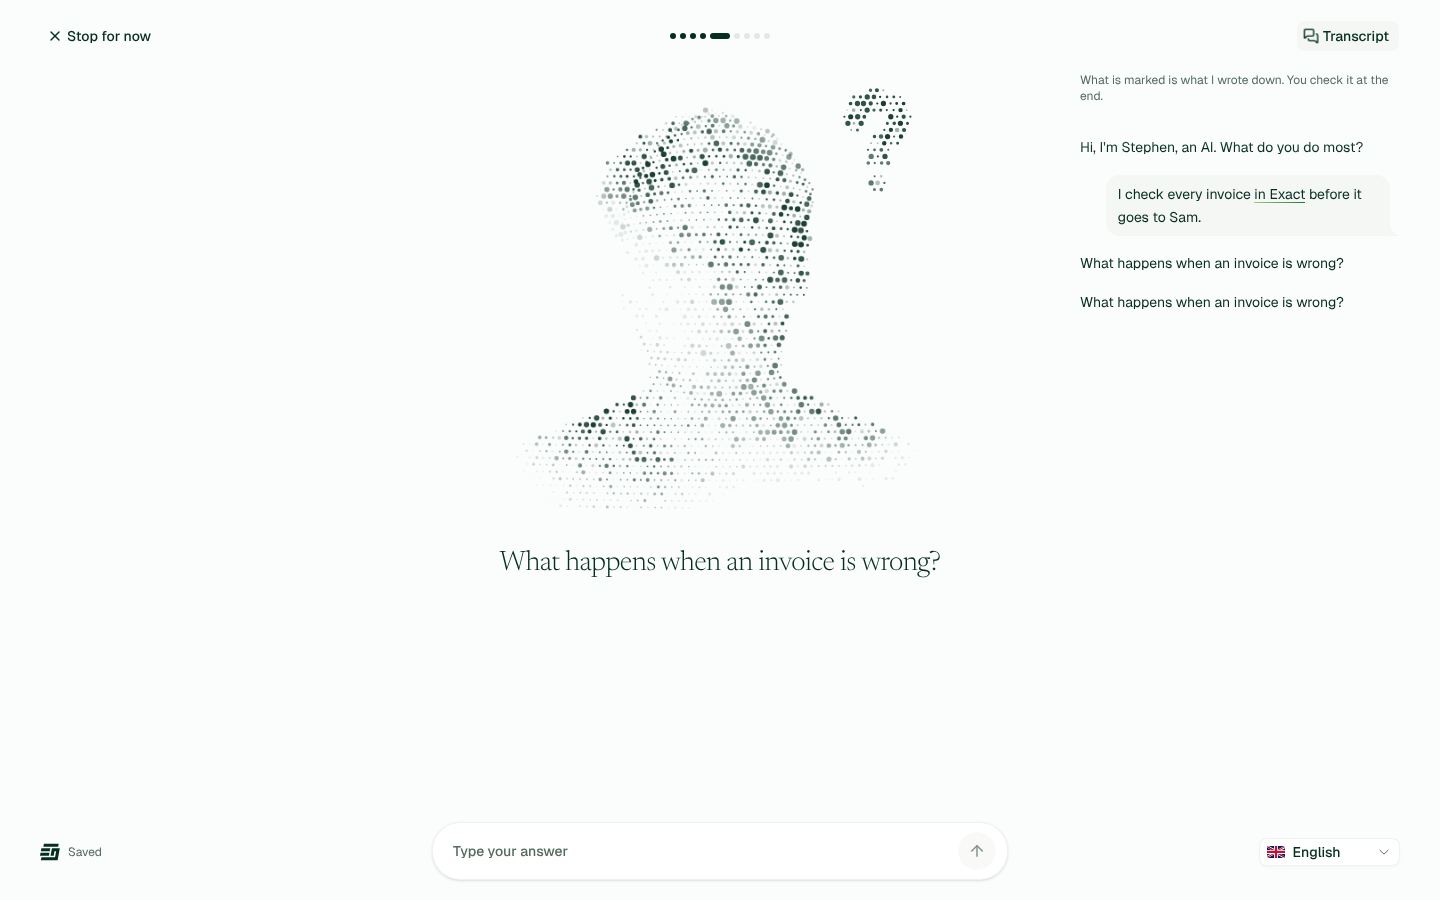 Stop for now
Transcript
What is marked is what I wrote down. You check it at the
end.
Hi, I'm Stephen, an AI. What do you do most?
I check every invoice in Exact before it
goes to Sam.
What happens when an invoice is wrong?
What happens when an invoice is wrong?
?
What happens when an invoice is wrong?
Saved
Type your answer
English